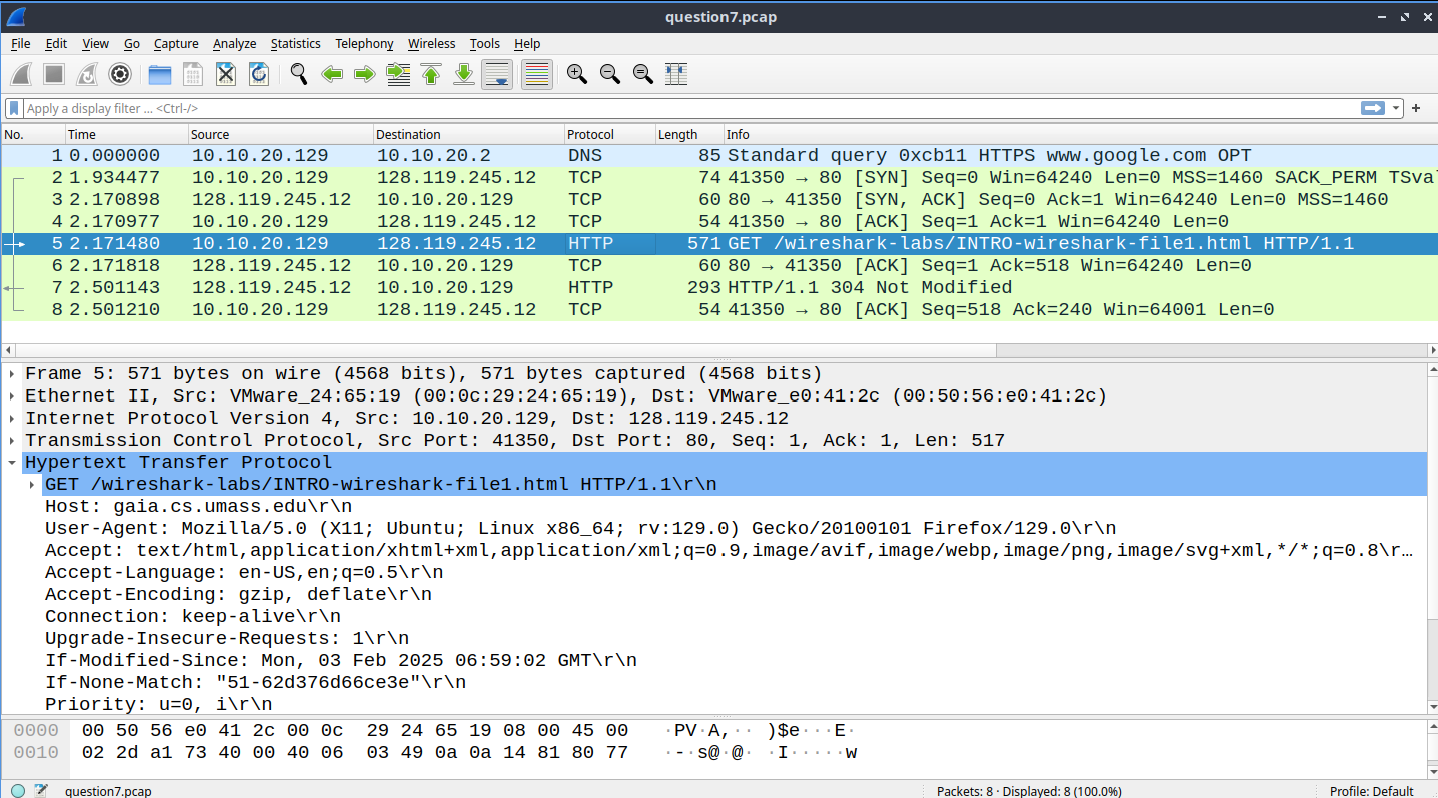 question7.pcap
File Edit View Go Capture Analyze Statistics Telephony Wireless Tools Help
Apply a display filter ... <Ctrl-/>
No. Time Source Destination Protocol Length Info
1 0.000000 10.10.20.129 10.10.20.2 DNS 85 Standard query 0xcb11 HTTPS www.google.com OPT
2 1.934477 10.10.20.129 128.119.245.12 TCP 74 41350 → 80 [SYN] Seq=0 Win=64240 Len=0 MSS=1460 SACK_PERM TSval
3 2.170898 128.119.245.12 10.10.20.129 TCP 60 80 → 41350 [SYN, ACK] Seq=0 Ack=1 Win=64240 Len=0 MSS=1460
4 2.170977 10.10.20.129 128.119.245.12 TCP 54 41350 → 80 [ACK] Seq=1 Ack=1 Win=64240 Len=0
5 2.171480 10.10.20.129 128.119.245.12 HTTP 571 GET /wireshark-labs/INTRO-wireshark-file1.html HTTP/1.1
6 2.171818 128.119.245.12 10.10.20.129 TCP 60 80 → 41350 [ACK] Seq=1 Ack=518 Win=64240 Len=0
7 2.501143 128.119.245.12 10.10.20.129 HTTP 293 HTTP/1.1 304 Not Modified
8 2.501210 10.10.20.129 128.119.245.12 TCP 54 41350 → 80 [ACK] Seq=518 Ack=240 Win=64001 Len=0
Frame 5: 571 bytes on wire (4568 bits), 571 bytes captured (4568 bits)
Ethernet II, Src: VMware_24:65:19 (00:0c:29:24:65:19), Dst: VMware_e0:41:2c (00:50:56:e0:41:2c)
Internet Protocol Version 4, Src: 10.10.20.129, Dst: 128.119.245.12
Transmission Control Protocol, Src Port: 41350, Dst Port: 80, Seq: 1, Ack: 1, Len: 517
Hypertext Transfer Protocol
GET /wireshark-labs/INTRO-wireshark-file1.html HTTP/1.1\r\n
Host: gaia.cs.umass.edu\r\n
User-Agent: Mozilla/5.0 (X11; Ubuntu; Linux x86_64; rv:129.0) Gecko/20100101 Firefox/129.0\r\n
Accept: text/html,application/xhtml+xml,application/xml;q=0.9,image/avif,image/webp,image/png,image/svg+xml,*/*;q=0.8\r…
Accept-Language: en-US,en;q=0.5\r\n
Accept-Encoding: gzip, deflate\r\n
Connection: keep-alive\r\n
Upgrade-Insecure-Requests: 1\r\n
If-Modified-Since: Mon, 03 Feb 2025 06:59:02 GMT\r\n
If-None-Match: "51-62d376d66ce3e"\r\n
Priority: u=0, i\r\n
0000 00 50 56 e0 41 2c 00 0c 29 24 65 19 08 00 45 00 ·PV·A,·· )$e···E·
0010 02 2d a1 73 40 00 40 06 03 49 0a 0a 14 81 80 77 ·-·s@·@· ·I·····w
question7.pcap Packets: 8 · Displayed: 8 (100.0%) Profile: Default